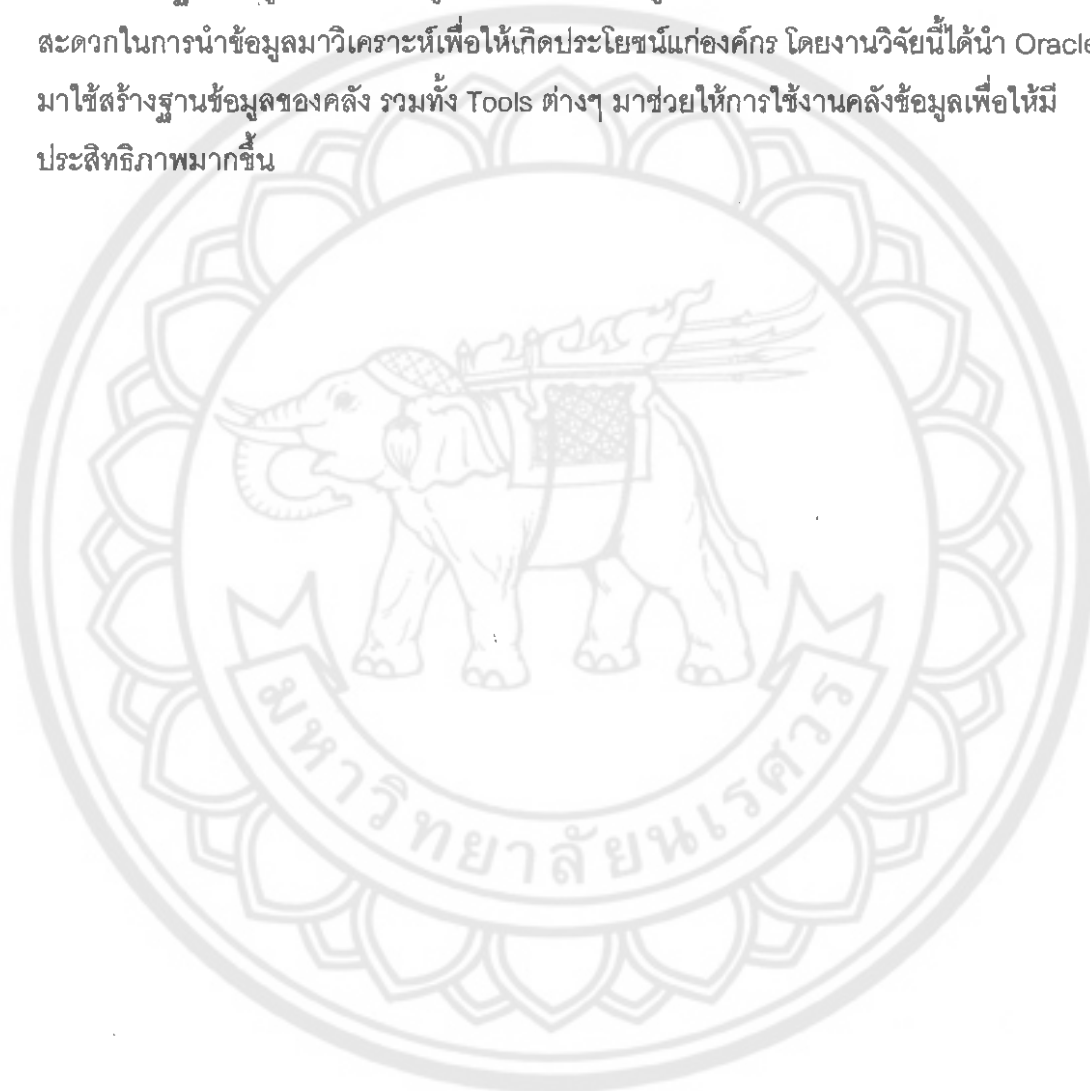 สะดวกในการนำข้อมูลมาวิเคราะห์เพื่อให้เกิดประโยชน์แก่องค์กร โดยงานวิจัยนี้ได้นำ Oracle
มาใช้สร้างฐานข้อมูลของคลัง รวมทั้ง Tools ต่างๆ มาช่วยให้การใช้งานคลังข้อมูลเพื่อให้มี
ประสิทธิภาพมากขึ้น
มหาวิทยาลัยนเรศวร